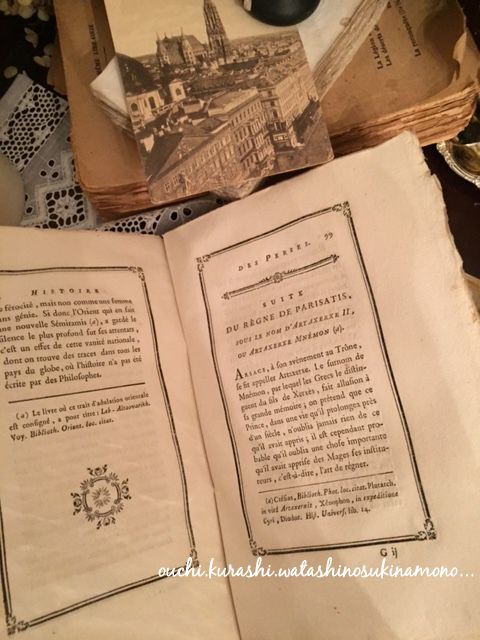 HISTOIRE
férocité, mais non comme une femme
ans génie. Si donc l'Orient qui en fait
une nouvelle Sémiramis (a), a gardé le
silence le plus profond sur ses attentats,
c'est un effet de cette vanité nationale,
dont on trouve des traces dans tous les
pays du globe, où l'histoire n'a pas été
écrite par des Philosophes.
(a) Le livre où ce trait d'adulation orientale
est consigné, a pour titre : Leb-Altaouarikh.
Voy. Biblioth. Orient. loc. citat.
DES PERSES. 99
SUITE
DU RÈGNE DE PARISATIS,
SOUS LE NOM D'ARTAXERXE II,
OU ARTAXERXE MNÉMON (a).
ARSACE, à son avènement au Trône,
se fit appeller Artaxerxe. Le surnom de
Mnémon, par lequel les Grecs le distin-
guent du fils de Xerxès, fait allusion à
sa grande mémoire ; on prétend que ce
Prince, dans une vie qu'il prolongea près
d'un siècle, n'oublia jamais rien de ce
qu'il avait appris ; il est cependant pro-
bable qu'il oublia une chose importante
qu'il avait apprise des Mages ses institu-
teurs, c'est-à-dire, l'art de régner.
(a) Ctésias, Biblioth. Phot. loc. citat. Plutarch.
in vitâ Artaxerxis, Xénophon, in expeditione
Cyri, Diodor. Hist. Univers. lib. 14.
G ij
ouchi.kurashi.watashinosukinamono...